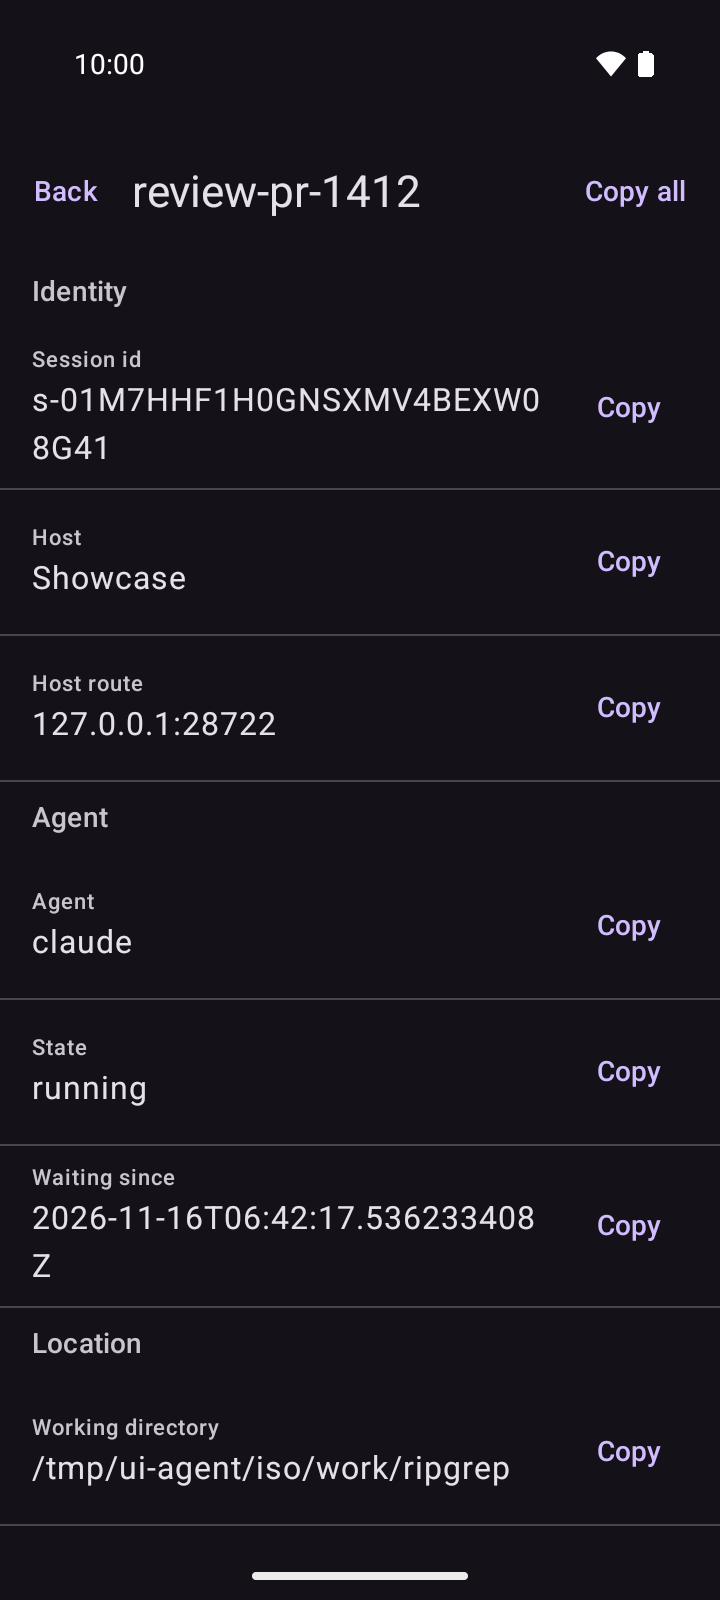 10:00
Back review-pr-1412 Copy all
Identity
Session id
s-01M7HHF1H0GNSXMV4BEXW0
8G41
Copy
Host
Showcase
Copy
Host route
127.0.0.1:28722
Copy
Agent
Agent
claude
Copy
State
running
Copy
Waiting since
2026-11-16T06:42:17.536233408
Z
Copy
Location
Working directory
/tmp/ui-agent/iso/work/ripgrep
Copy